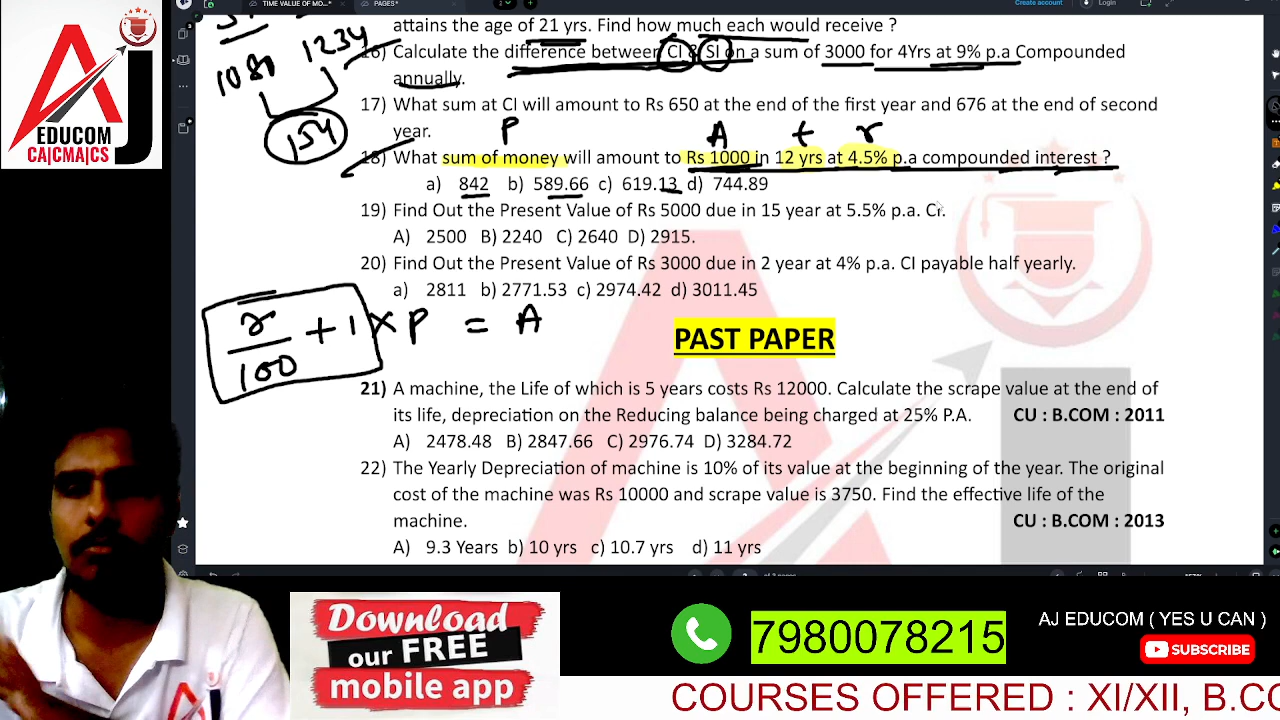 TIME VALUE OF MO...*
PAGES*
Create account
Login
attains the age of 21 yrs. Find how much each would receive ?
16) Calculate the difference between CI & SI on a sum of 3000 for 4Yrs at 9% p.a Compounded
annually.
1080
1234
154
17) What sum at CI will amount to Rs 650 at the end of the first year and 676 at the end of second
year.
P A t r
18) What sum of money will amount to Rs 1000 in 12 yrs at 4.5% p.a compounded interest ?
a) 842 b) 589.66 c) 619.13 d) 744.89
19) Find Out the Present Value of Rs 5000 due in 15 year at 5.5% p.a. CI.
A) 2500 B) 2240 C) 2640 D) 2915.
20) Find Out the Present Value of Rs 3000 due in 2 year at 4% p.a. CI payable half yearly.
a) 2811 b) 2771.53 c) 2974.42 d) 3011.45
r/100 + 1 × P = A
PAST PAPER
21) A machine, the Life of which is 5 years costs Rs 12000. Calculate the scrape value at the end of
its life, depreciation on the Reducing balance being charged at 25% P.A. CU : B.COM : 2011
A) 2478.48 B) 2847.66 C) 2976.74 D) 3284.72
22) The Yearly Depreciation of machine is 10% of its value at the beginning of the year. The original
cost of the machine was Rs 10000 and scrape value is 3750. Find the effective life of the
machine. CU : B.COM : 2013
A) 9.3 Years b) 10 yrs c) 10.7 yrs d) 11 yrs
AJ
EDUCOM
CA|CMA|CS
Download
our FREE
mobile app
7980078215
AJ EDUCOM ( YES U CAN )
SUBSCRIBE
COURSES OFFERED : XI/XII, B.CO